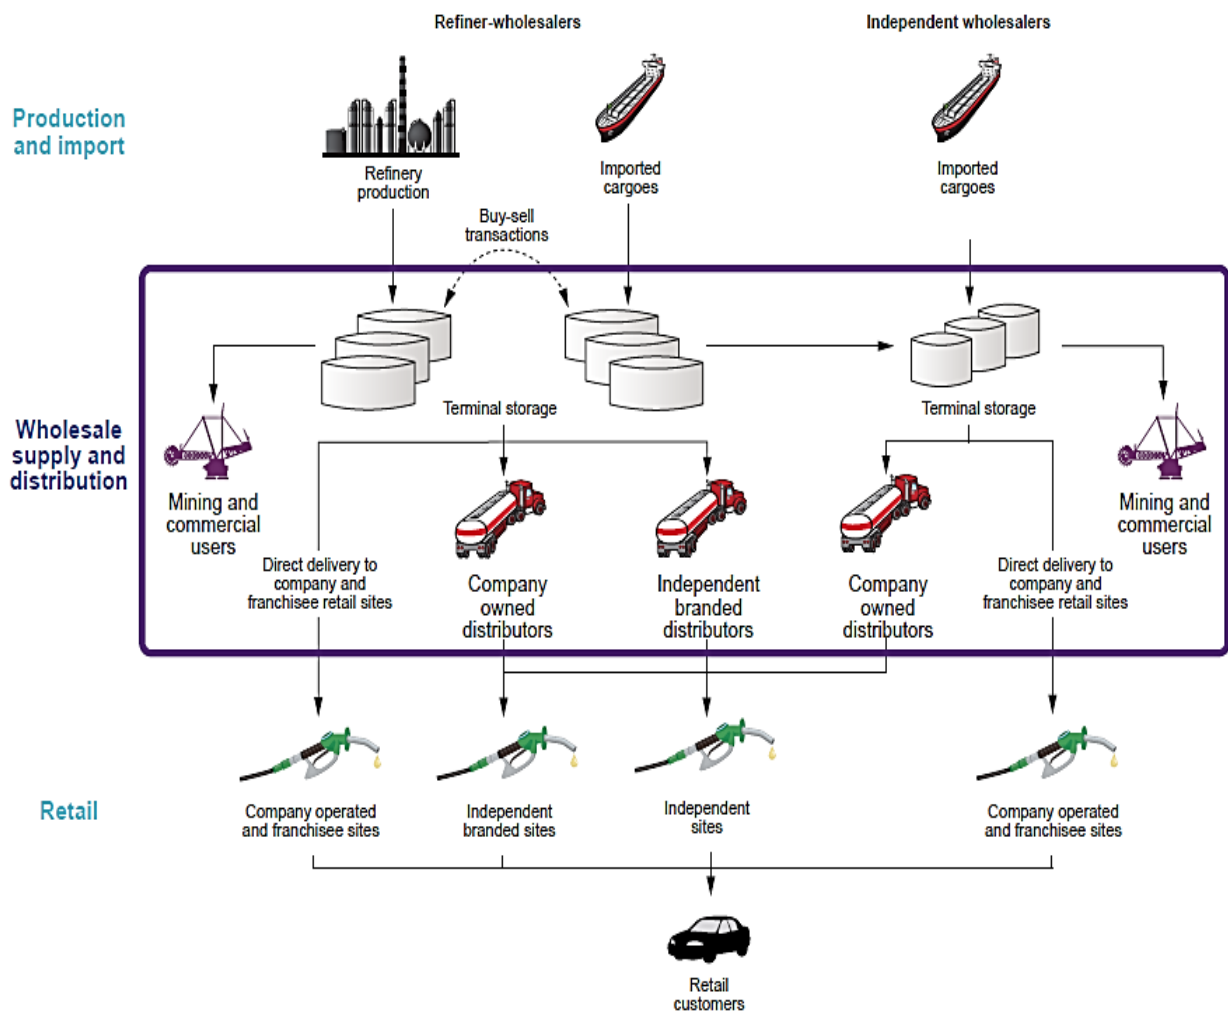 Refiner-wholesalers
Independent wholesalers
Production
and import
Refinery
production
Imported
cargoes
Imported
cargoes
Buy-sell
transactions
Terminal storage
Terminal storage
Wholesale
supply and
distribution
Mining and
commercial
users
Mining and
commercial
users
Direct delivery to
company and
franchisee retail sites
Company
owned
distributors
Independent
branded
distributors
Company
owned
distributors
Direct delivery to
company and
franchisee retail sites
Retail
Company operated
and franchisee sites
Independent
branded sites
Independent
sites
Company operated
and franchisee sites
Retail
customers